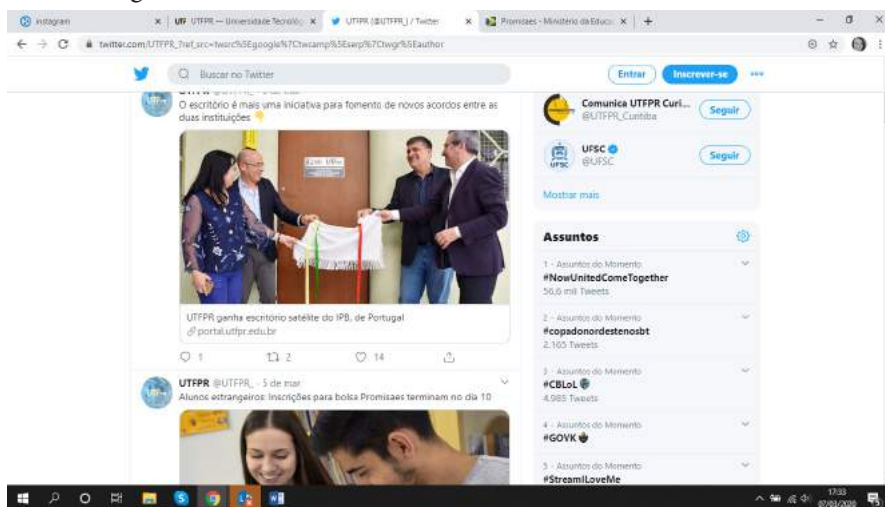 instagram
UTFPR — Universidade Tecnológ
UTFPR (@UTFPR_) / Twitter
Promisaes - Ministério da Educa
twitter.com/UTFPR_?ref_src=twsrc%5Egoogle%7Ctwcamp%5Eserp%7Ctwgr%5Eauthor
Buscar no Twitter
Entrar
Inscrever-se
O escritório é mais uma iniciativa para fomento de novos acordos entre as
duas instituições
UTFPR ganha escritório satélite do IPB, de Portugal
portal.utfpr.edu.br
1 2 14
UTFPR @UTFPR_ · 5 de mar
Alunos estrangeiros: Inscrições para bolsa Promisaes terminam no dia 10
Comunica UTFPR Curi...
@UTFPR_Curitiba
Seguir
UFSC
@UFSC
Seguir
Mostrar mais
Assuntos
1 · Assuntos do Momento
#NowUnitedComeTogether
56,6 mil Tweets
2 · Assuntos do Momento
#copadonordestenosbt
2.165 Tweets
3 · Assuntos do Momento
#CBLoL
4.985 Tweets
4 · Assuntos do Momento
#GOVK
5 · Assuntos do Momento
#StreamILoveMe
17:33
07/03/2020